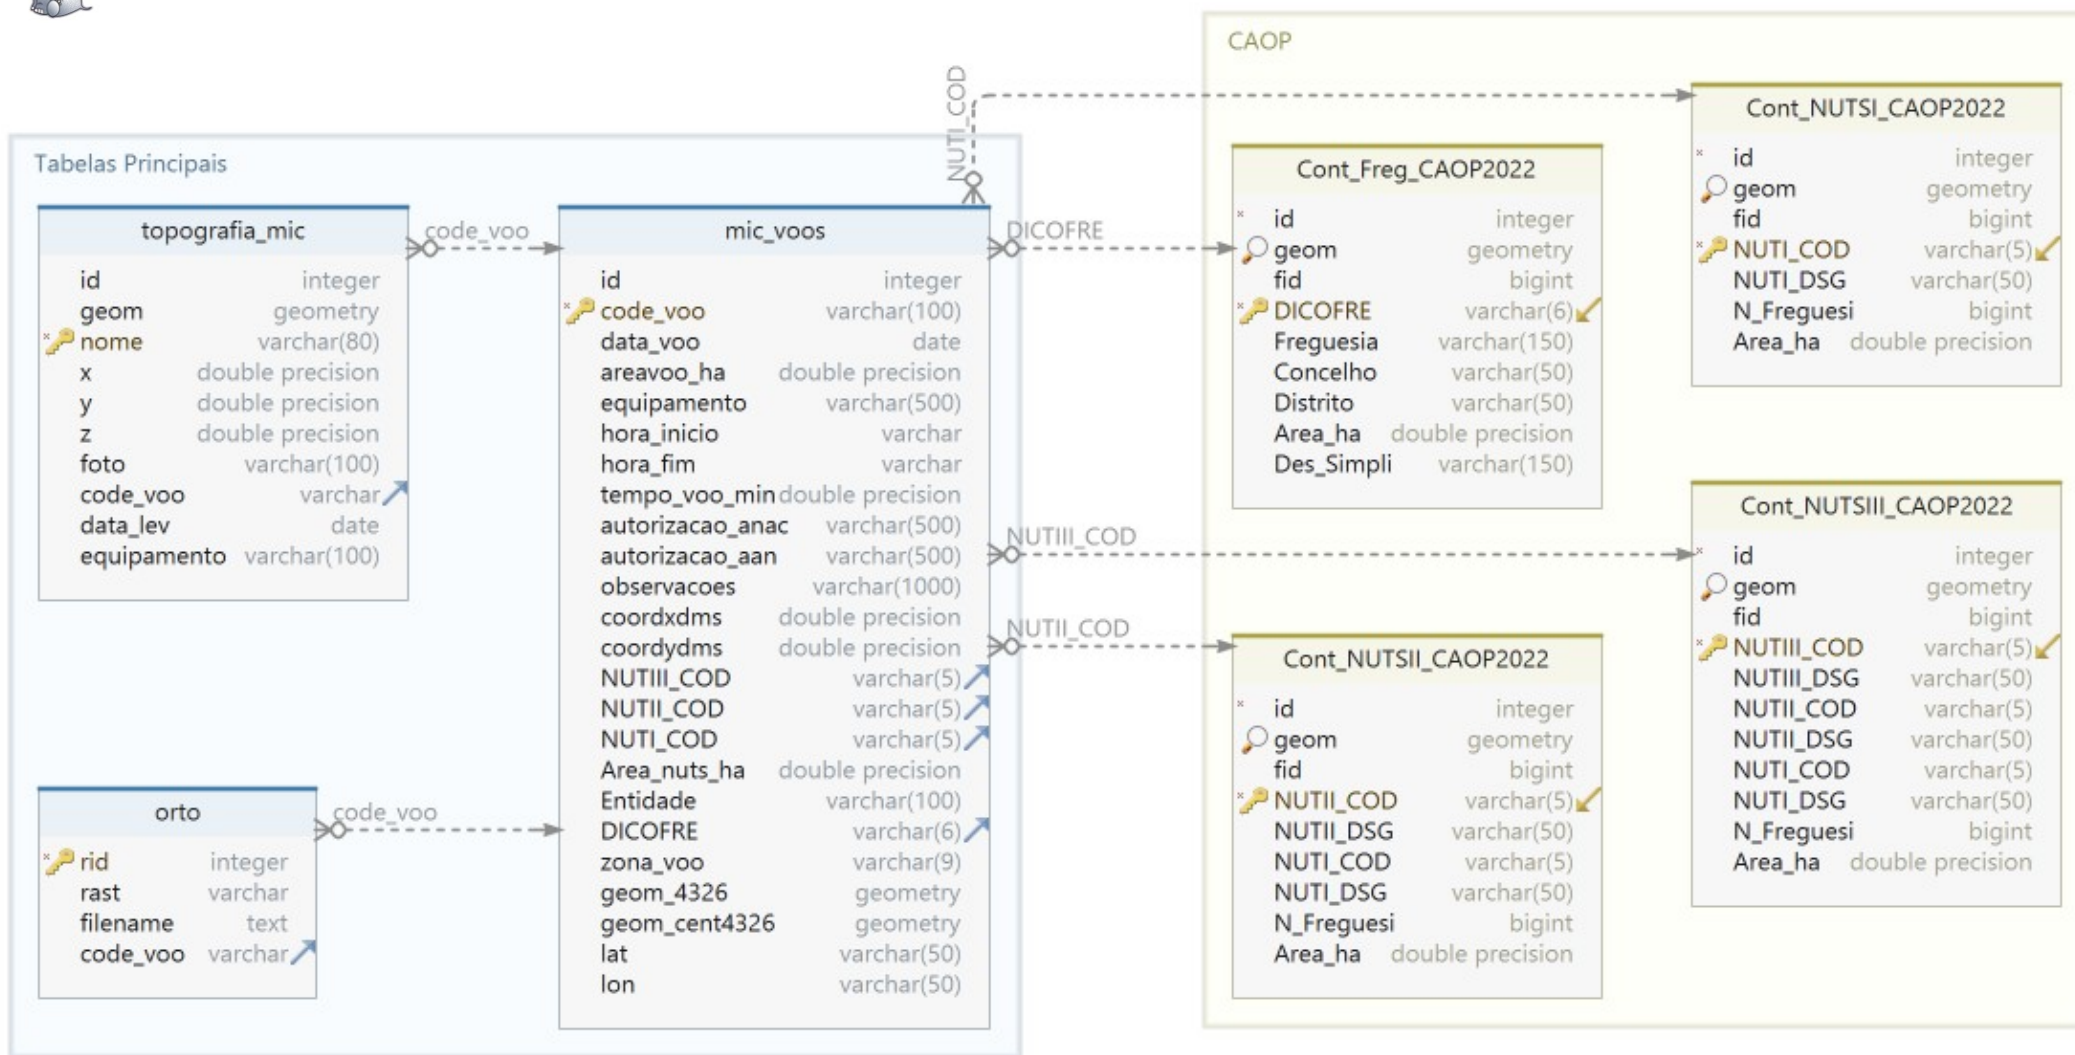 CAOP
NUTI_COD
Cont_NUTSI_CAOP2022
id integer
geom geometry
fid bigint
NUTI_COD varchar(5)
NUTI_DSG varchar(50)
N_Freguesi bigint
Area_ha double precision
Tabelas Principais
topografia_mic
id integer
geom geometry
nome varchar(80)
x double precision
y double precision
z double precision
foto varchar(100)
code_voo varchar
data_lev date
equipamento varchar(100)
code_voo
mic_voos
id integer
code_voo varchar(100)
data_voo date
areavoo_ha double precision
equipamento varchar(500)
hora_inicio varchar
hora_fim varchar
tempo_voo_min double precision
autorizacao_anac varchar(500)
autorizacao_aan varchar(500)
observacoes varchar(1000)
coordxdms double precision
coordydms double precision
NUTIII_COD varchar(5)
NUTII_COD varchar(5)
NUTI_COD varchar(5)
Area_nuts_ha double precision
Entidade varchar(100)
DICOFRE varchar(6)
zona_voo varchar(9)
geom_4326 geometry
geom_cent4326 geometry
lat varchar(50)
lon varchar(50)
DICOFRE
Cont_Freg_CAOP2022
id integer
geom geometry
fid bigint
DICOFRE varchar(6)
Freguesia varchar(150)
Concelho varchar(50)
Distrito varchar(50)
Area_ha double precision
Des_Simpli varchar(150)
NUTIII_COD
Cont_NUTSIII_CAOP2022
id integer
geom geometry
fid bigint
NUTIII_COD varchar(5)
NUTIII_DSG varchar(50)
NUTII_COD varchar(5)
NUTII_DSG varchar(50)
NUTI_COD varchar(5)
NUTI_DSG varchar(50)
N_Freguesi bigint
Area_ha double precision
NUTII_COD
Cont_NUTSII_CAOP2022
id integer
geom geometry
fid bigint
NUTII_COD varchar(5)
NUTII_DSG varchar(50)
NUTI_COD varchar(5)
NUTI_DSG varchar(50)
N_Freguesi bigint
Area_ha double precision
orto
rid integer
rast varchar
filename text
code_voo varchar
code_voo